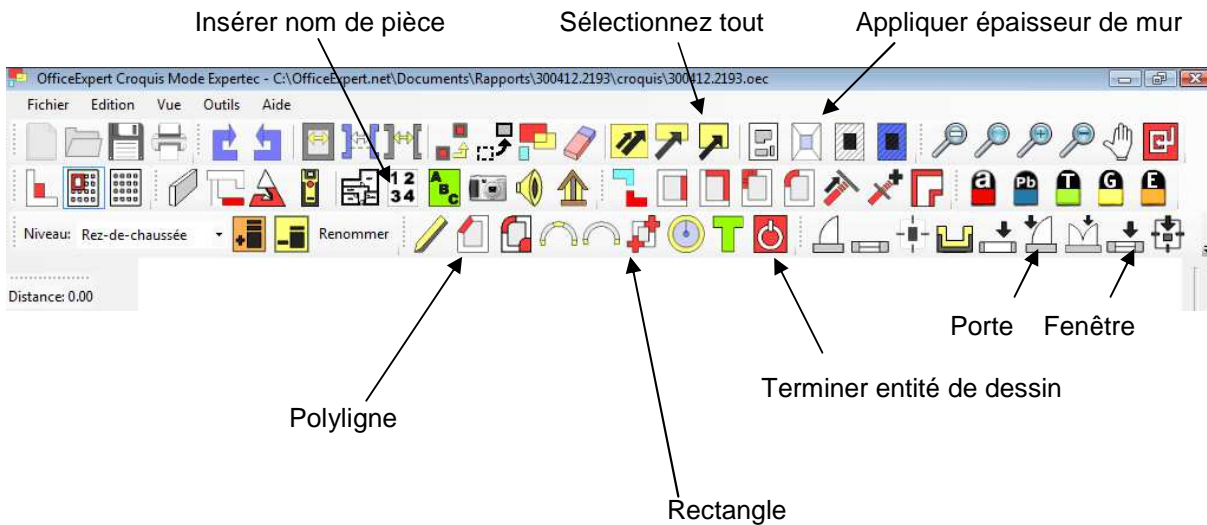 Insérer nom de pièce Sélectionnez tout Appliquer épaisseur de mur
OfficeExpert Croquis Mode Expertec - C:\OfficeExpert.net\Documents\Rapports\300412.2193\croquis\300412.2193.oec
Fichier Edition Vue Outils Aide
1 2
3 4
A
B
C
a Pb T G E
Niveau: Rez-de-chaussée Renommer
T
Distance: 0.00
Porte Fenêtre
Terminer entité de dessin
Polyligne
Rectangle